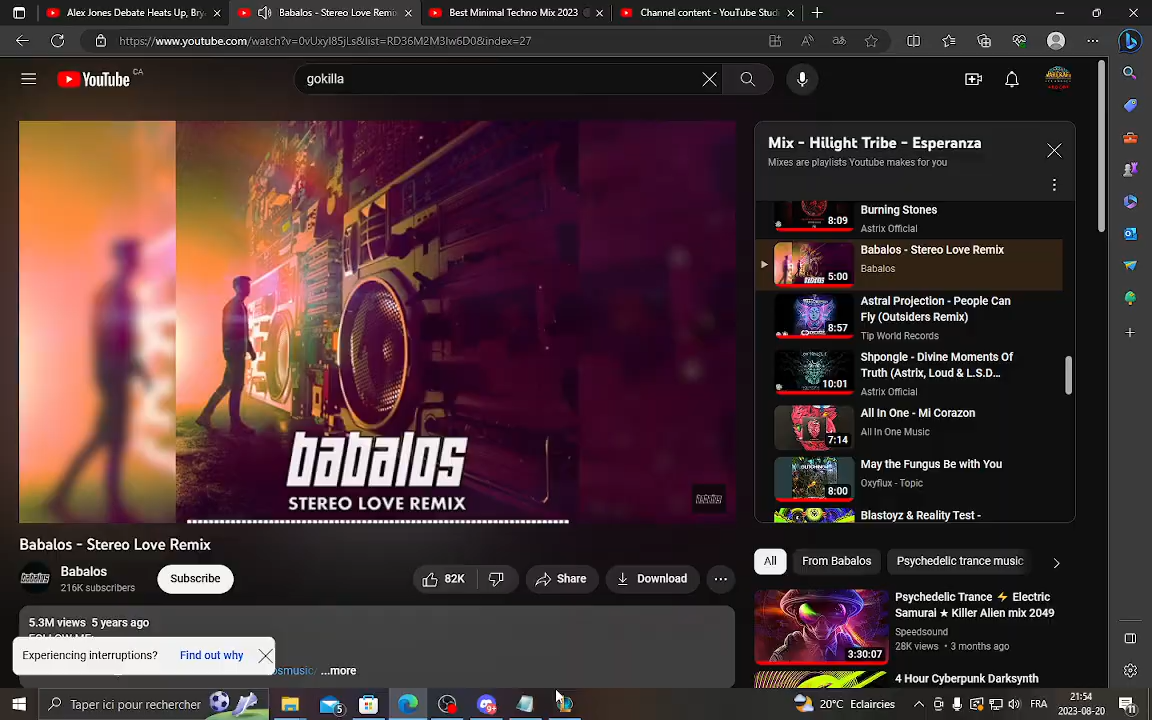 Alex Jones Debate Heats Up, Bry
Babalos - Stereo Love Remi
Best Minimal Techno Mix 2023
Channel content - YouTube Stud
https://www.youtube.com/watch?v=0vUxyI85jLs&list=RD36M2M3Iw6D0&index=27
YouTube CA
gokilla
babalos
STEREO LOVE REMIX
Mix - Hilight Tribe - Esperanza
Mixes are playlists Youtube makes for you
Burning Stones
8:09
Astrix Official
Babalos - Stereo Love Remix
5:00
Babalos
Astral Projection - People Can
Fly (Outsiders Remix)
8:57
Tip World Records
Shpongle - Divine Moments Of
Truth (Astrix, Loud & L.S.D...
10:01
Astrix Official
All In One - Mi Corazon
7:14
All In One Music
May the Fungus Be with You
8:00
Oxyflux - Topic
Blastoyz & Reality Test -
Babalos - Stereo Love Remix
Babalos
216K subscribers
Subscribe
82K
Share
Download
5.3M views 5 years ago
FOLLOW ME:
...more
Experiencing interruptions?
Find out why
All
From Babalos
Psychedelic trance music
Psychedelic Trance ⚡ Electric
Samurai ★ Killer Alien mix 2049
Speedsound
28K views • 3 months ago
3:30:07
4 Hour Cyberpunk Darksynth
Taper ici pour rechercher
5
9+
20°C Eclaircies
FRA
21:54
2023-08-20
11